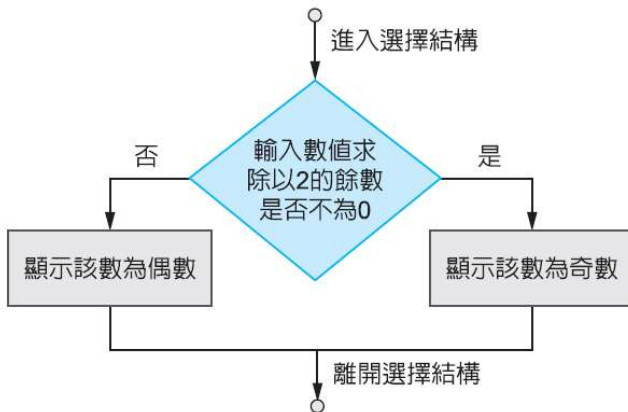 進入選擇結構
輸入數值求
除以2的餘數
是否不為0
否
是
顯示該數為偶數
顯示該數為奇數
離開選擇結構